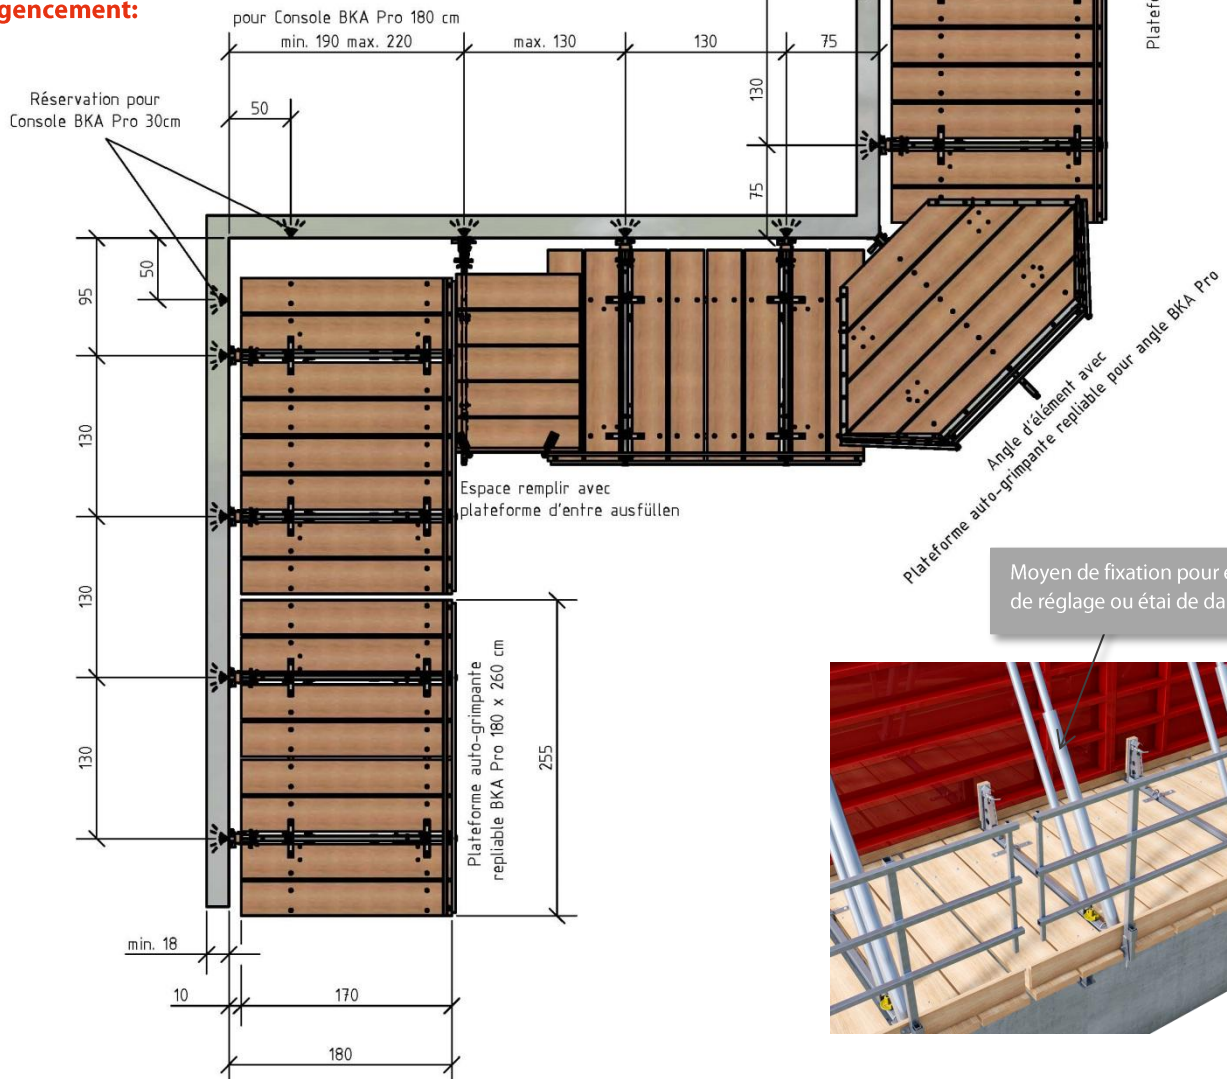 gencement:
pour Console BKA Pro 180 cm
min. 190 max. 220
max. 130
130
75
Réservation pour
Console BKA Pro 30cm
50
130
75
50
95
130
130
130
Espace remplir avec
plateforme d'entre ausfüllen
Angle d'élément avec
Plateforme auto-grimpante repliable pour angle BKA Pro
Platefo
Moyen de fixation pour
de réglage ou étai de da
Plateforme auto-grimpante
repliable BKA Pro 180 x 260 cm
255
min. 18
10
170
180